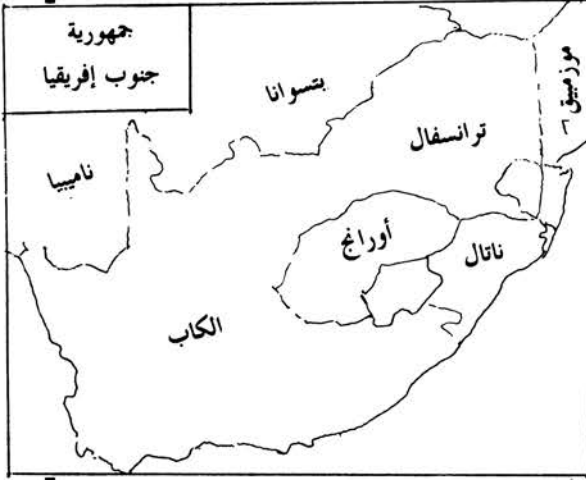 جمهورية
جنوب إفريقيا
بتسوانا
موزمبيق
ترانسفال
ناميبيا
أورانج
ناتال
الكاب